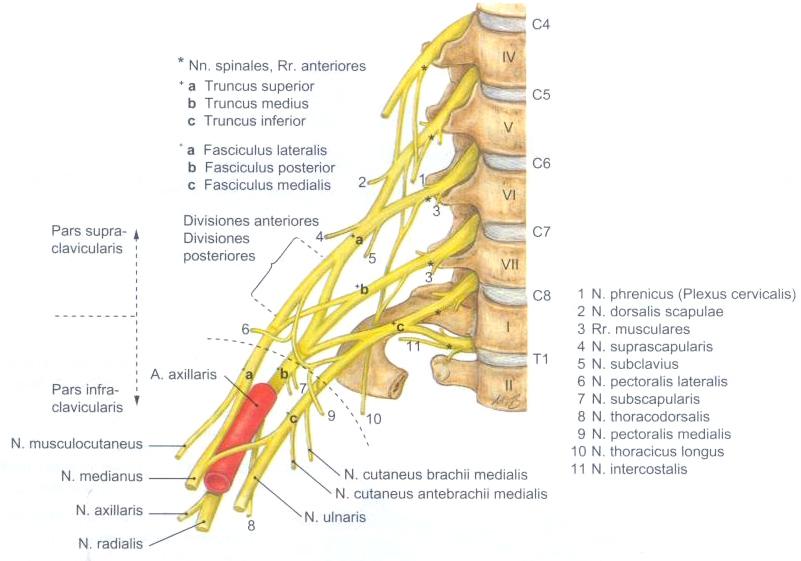 C4
IV
* Nn. spinales, Rr. anteriores
+ a Truncus superior
b Truncus medius
c Truncus inferior
* a Fasciculus lateralis
b Fasciculus posterior
c Fasciculus medialis
C5
V
C6
VI
C7
VII
C8
I
T1
II
2
1
3
4
5
3
6
11
7
9
10
8
*
*
*
*
*
*
+a
+b
+c
a
b
c
Divisiones anteriores
Divisiones
posteriores
Pars supra-
clavicularis
Pars infra-
clavicularis
A. axillaris
N. musculocutaneus
N. medianus
N. axillaris
N. radialis
N. cutaneus brachii medialis
N. cutaneus antebrachii medialis
N. ulnaris
1 N. phrenicus (Plexus cervicalis)
2 N. dorsalis scapulae
3 Rr. musculares
4 N. suprascapularis
5 N. subclavius
6 N. pectoralis lateralis
7 N. subscapularis
8 N. thoracodorsalis
9 N. pectoralis medialis
10 N. thoracicus longus
11 N. intercostalis